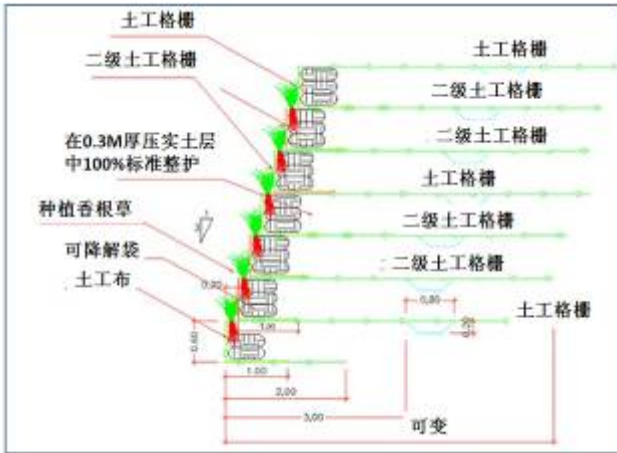 土工格栅
二级土工格栅
在0.3M厚压实土层
中100%标准整护
种植香根草
可降解袋
土工布
土工格栅
二级土工格栅
二级土工格栅
土工格栅
二级土工格栅
二级土工格栅
土工格栅
0.80
1.00
2.00
3.00
可变